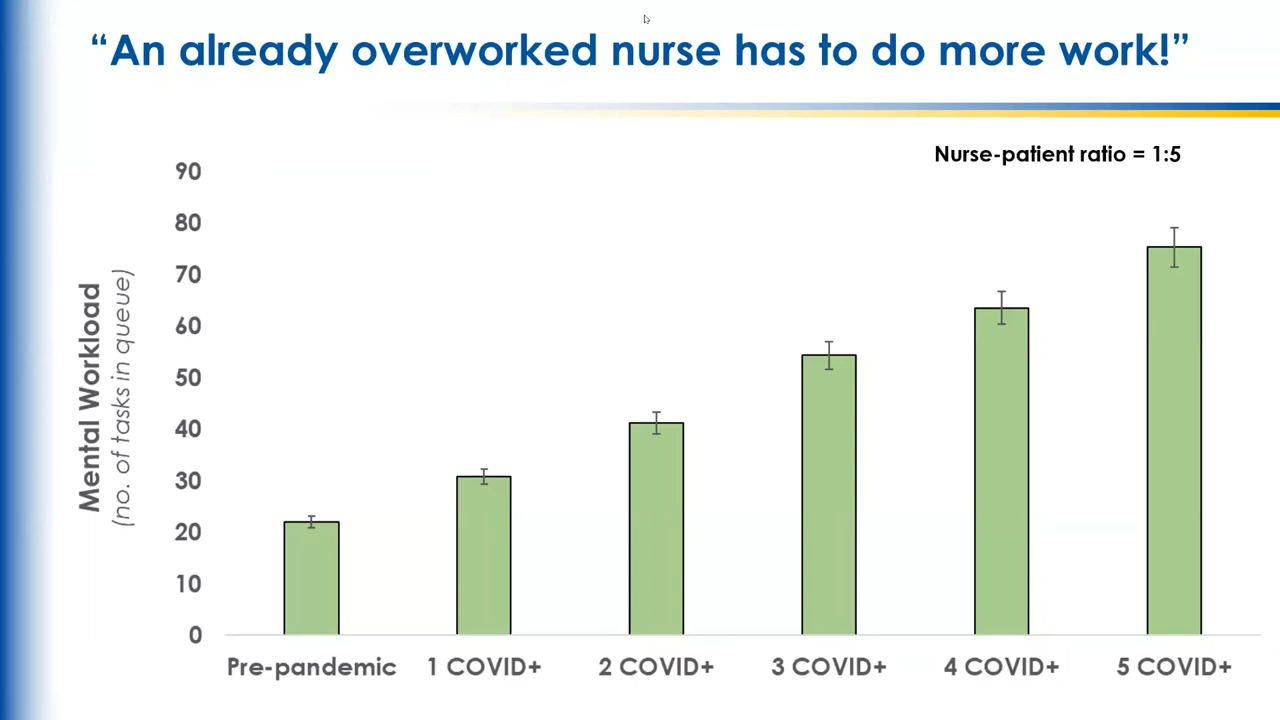 “An already overworked nurse has to do more work!”
Nurse-patient ratio = 1:5
Mental Workload
(no. of tasks in queue)
90
80
70
60
50
40
30
20
10
0
Pre-pandemic
1 COVID+
2 COVID+
3 COVID+
4 COVID+
5 COVID+